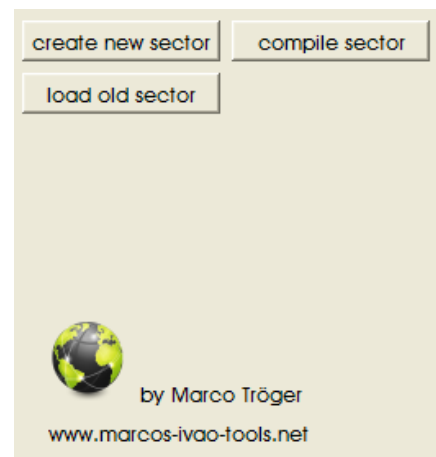 create new sector compile sector
load old sector
by Marco Tröger
www.marcos-ivao-tools.net